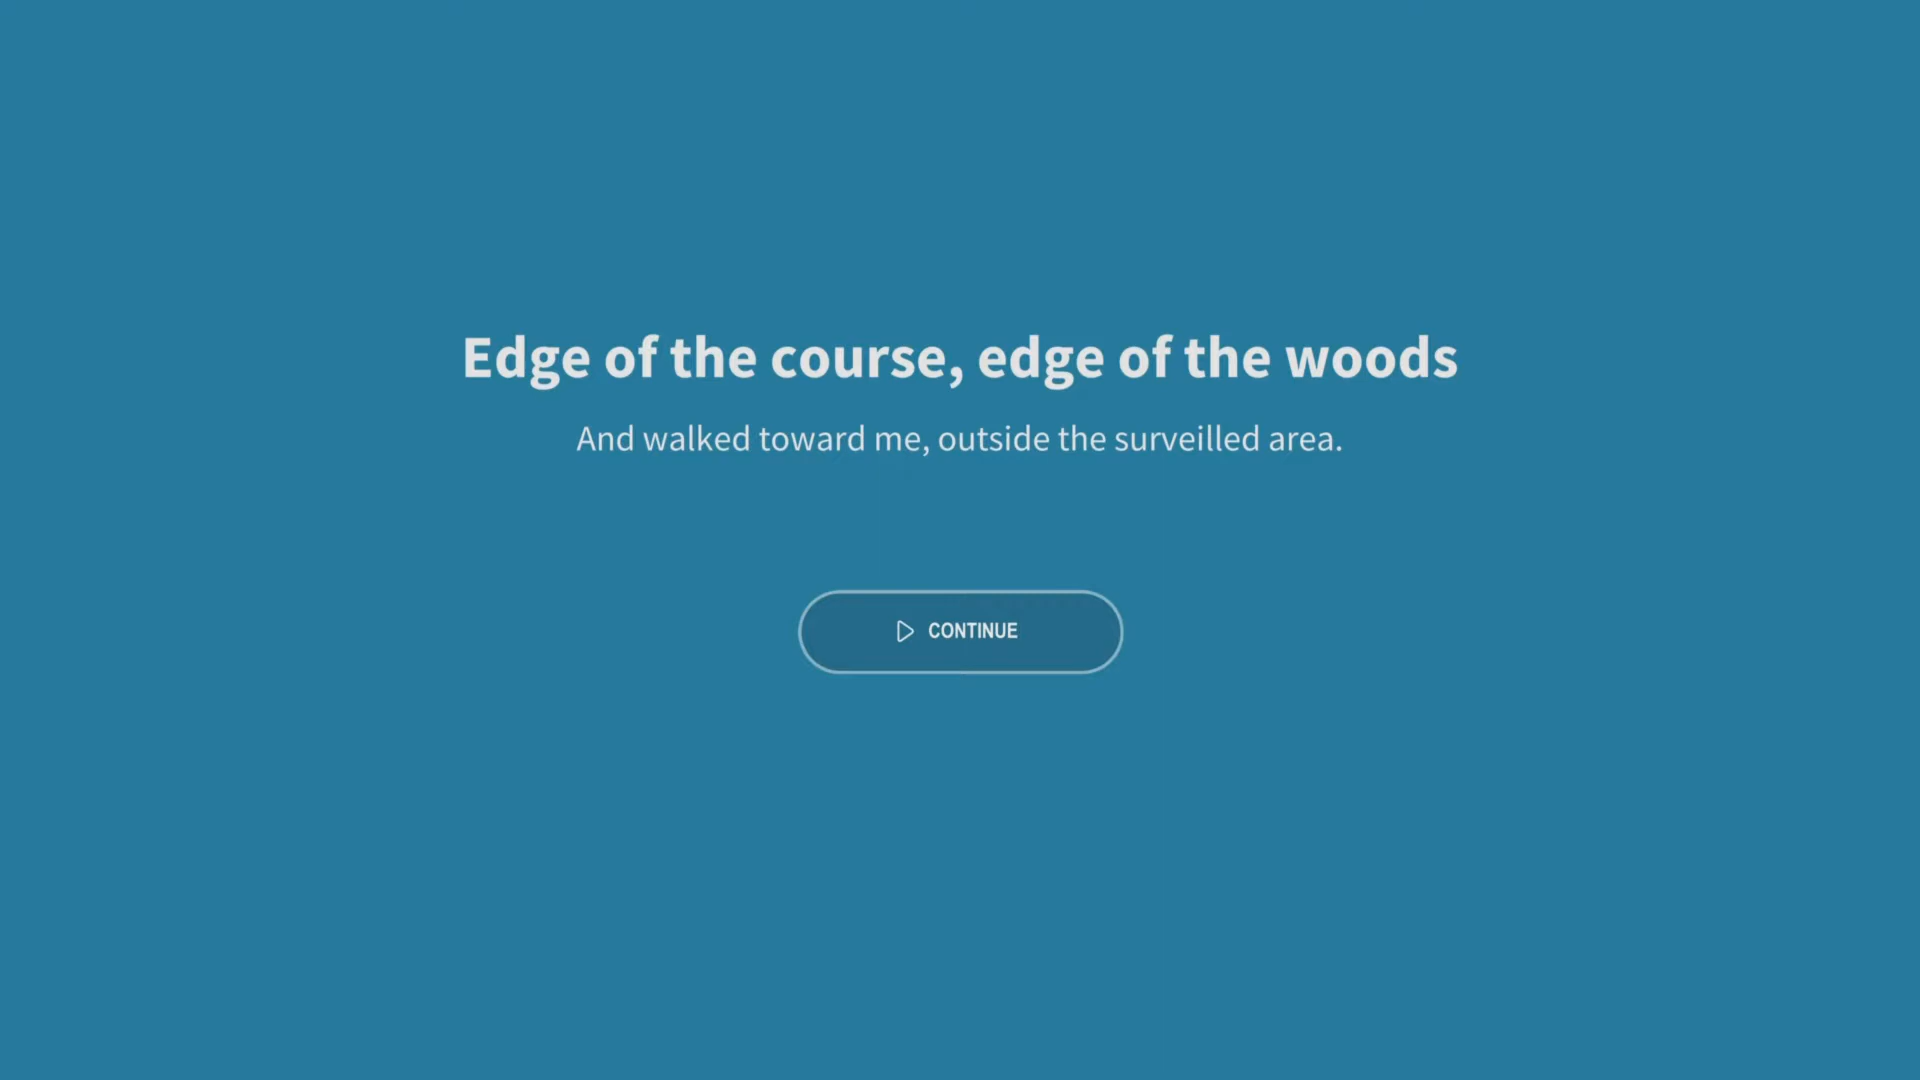 Edge of the course, edge of the woods
And walked toward me, outside the surveilled area.
CONTINUE